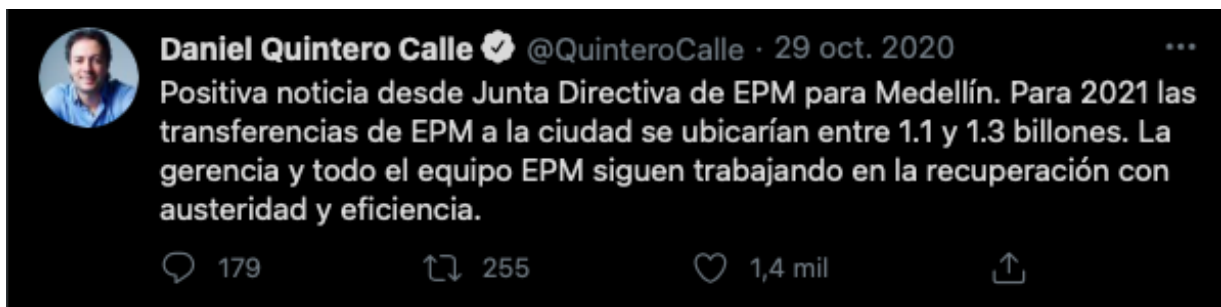 Daniel Quintero Calle @QuinteroCalle · 29 oct. 2020
Positiva noticia desde Junta Directiva de EPM para Medellín. Para 2021 las
transferencias de EPM a la ciudad se ubicarían entre 1.1 y 1.3 billones. La
gerencia y todo el equipo EPM siguen trabajando en la recuperación con
austeridad y eficiencia.
179 255 1,4 mil